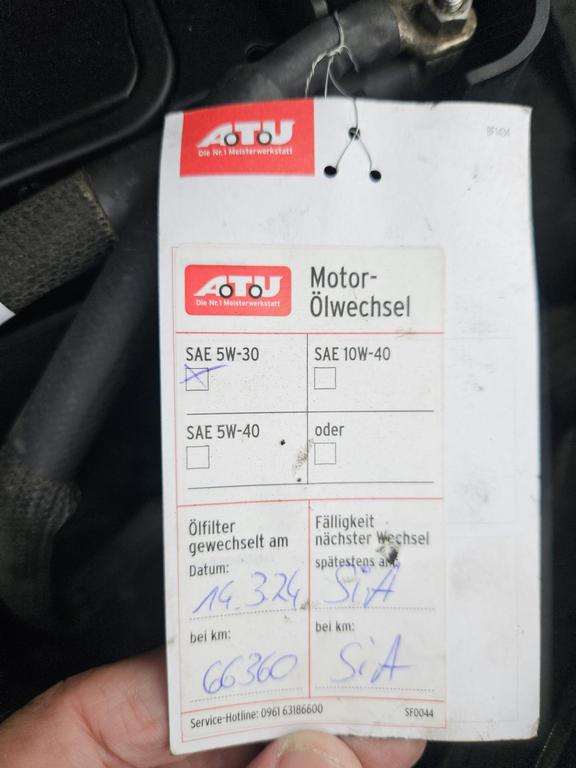 ATU
Die Nr.1 Meisterwerkstatt
BF1434
ATU
Die Nr.1 Meisterwerkstatt
Motor-
Ölwechsel
SAE 5W-30
SAE 10W-40
SAE 5W-40
oder
Ölfilter
gewechselt am
Datum:
14.3.24
bei km:
66360
Fälligkeit
nächster Wechsel
spätestens am:
SiA
bei km:
SiA
Service-Hotline: 0961 63186600
SF0044